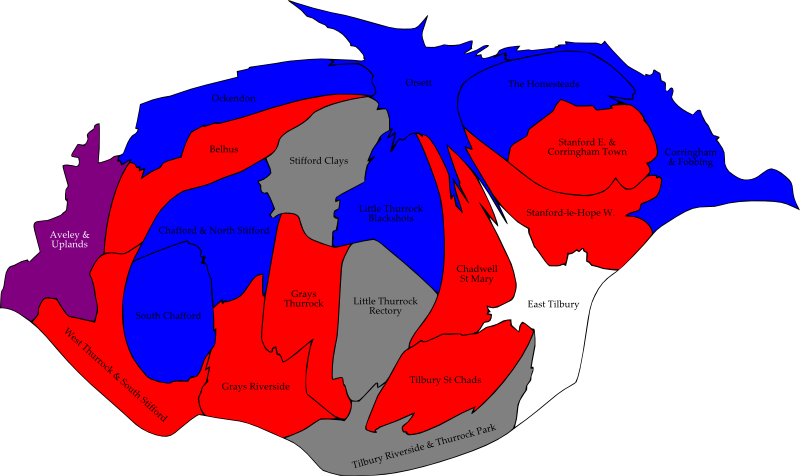 Orsett
The Homesteads
Ockendon
Belhus
Stifford Clays
Stanford E. &
Corringham Town
Corringham
& Fobbing
Little Thurrock
Blackshots
Stanford-le-Hope W.
Chafford & North Stifford
Aveley &
Uplands
Chadwell
St Mary
Grays
Thurrock
Little Thurrock
Rectory
East Tilbury
South Chafford
West Thurrock & South Stifford
Grays Riverside
Tilbury St Chads
Tilbury Riverside & Thurrock Park